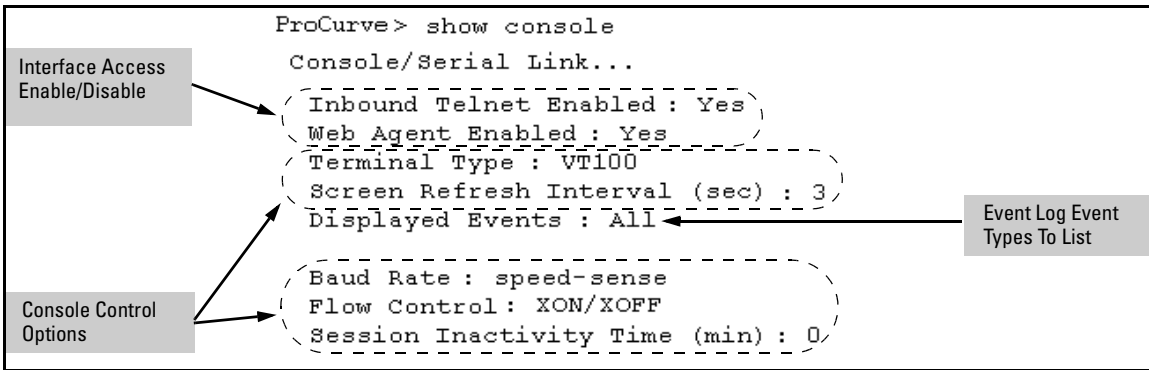 ProCurve> show console
Console/Serial Link...
Interface Access
Enable/Disable
Inbound Telnet Enabled : Yes
Web Agent Enabled : Yes
Terminal Type : VT100
Screen Refresh Interval (sec) : 3
Displayed Events : All
Event Log Event
Types To List
Baud Rate : speed-sense
Flow Control : XON/XOFF
Session Inactivity Time (min) : 0
Console Control
Options